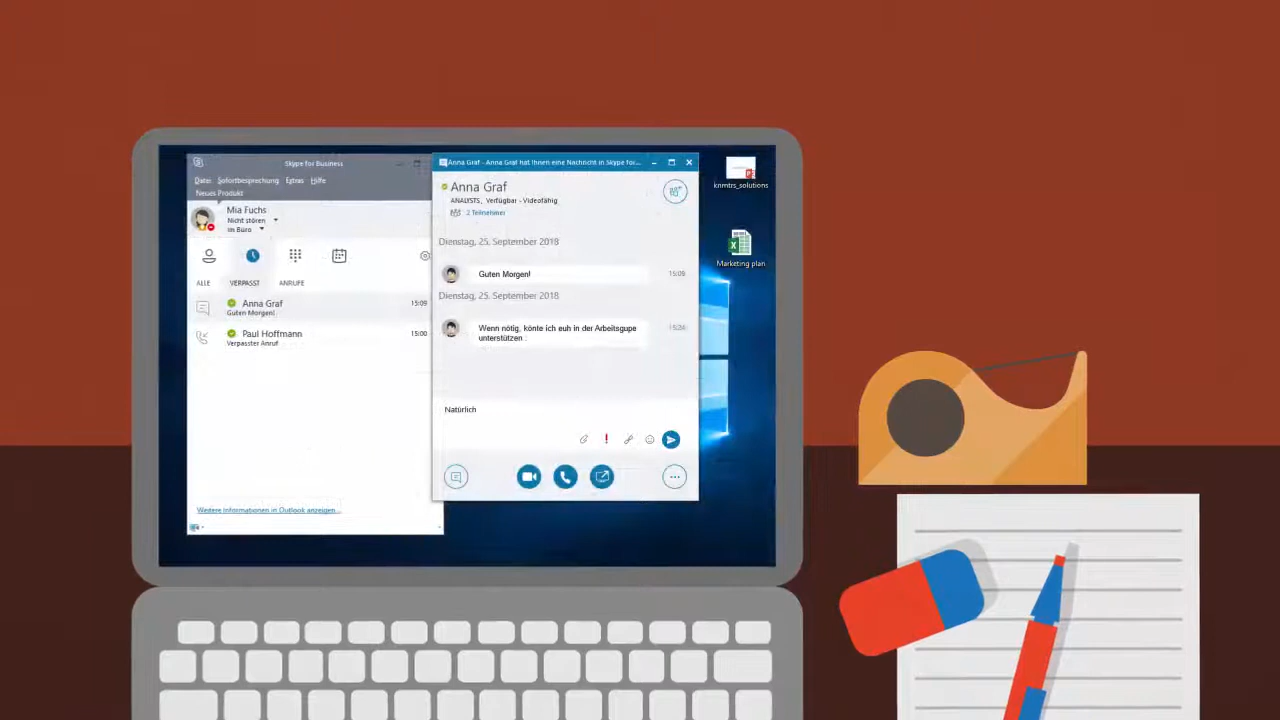 Skype for Business
Datei Sofortbesprechung Extras Hilfe
Neues Produkt
Mia Fuchs
Nicht stören
Im Büro
ALLE VERPASST ANRUFE
Anna Graf 15:09
Guten Morgen!
Paul Hoffmann 15:00
Verpasster Anruf
Weitere Informationen in Outlook anzeigen...
Anna Graf - Anna Graf hat Ihnen eine Nachricht in Skype for...
Anna Graf
ANALYSTS, Verfügbar - Videofähig
2 Teilnehmer
Dienstag, 25. September 2018
Guten Morgen! 15:09
Dienstag, 25. September 2018
Wenn nötig, könte ich euh in der Arbeitsgupe 15:24
unterstützen .
Natürlich
knmtrs_solutions
Marketing plan